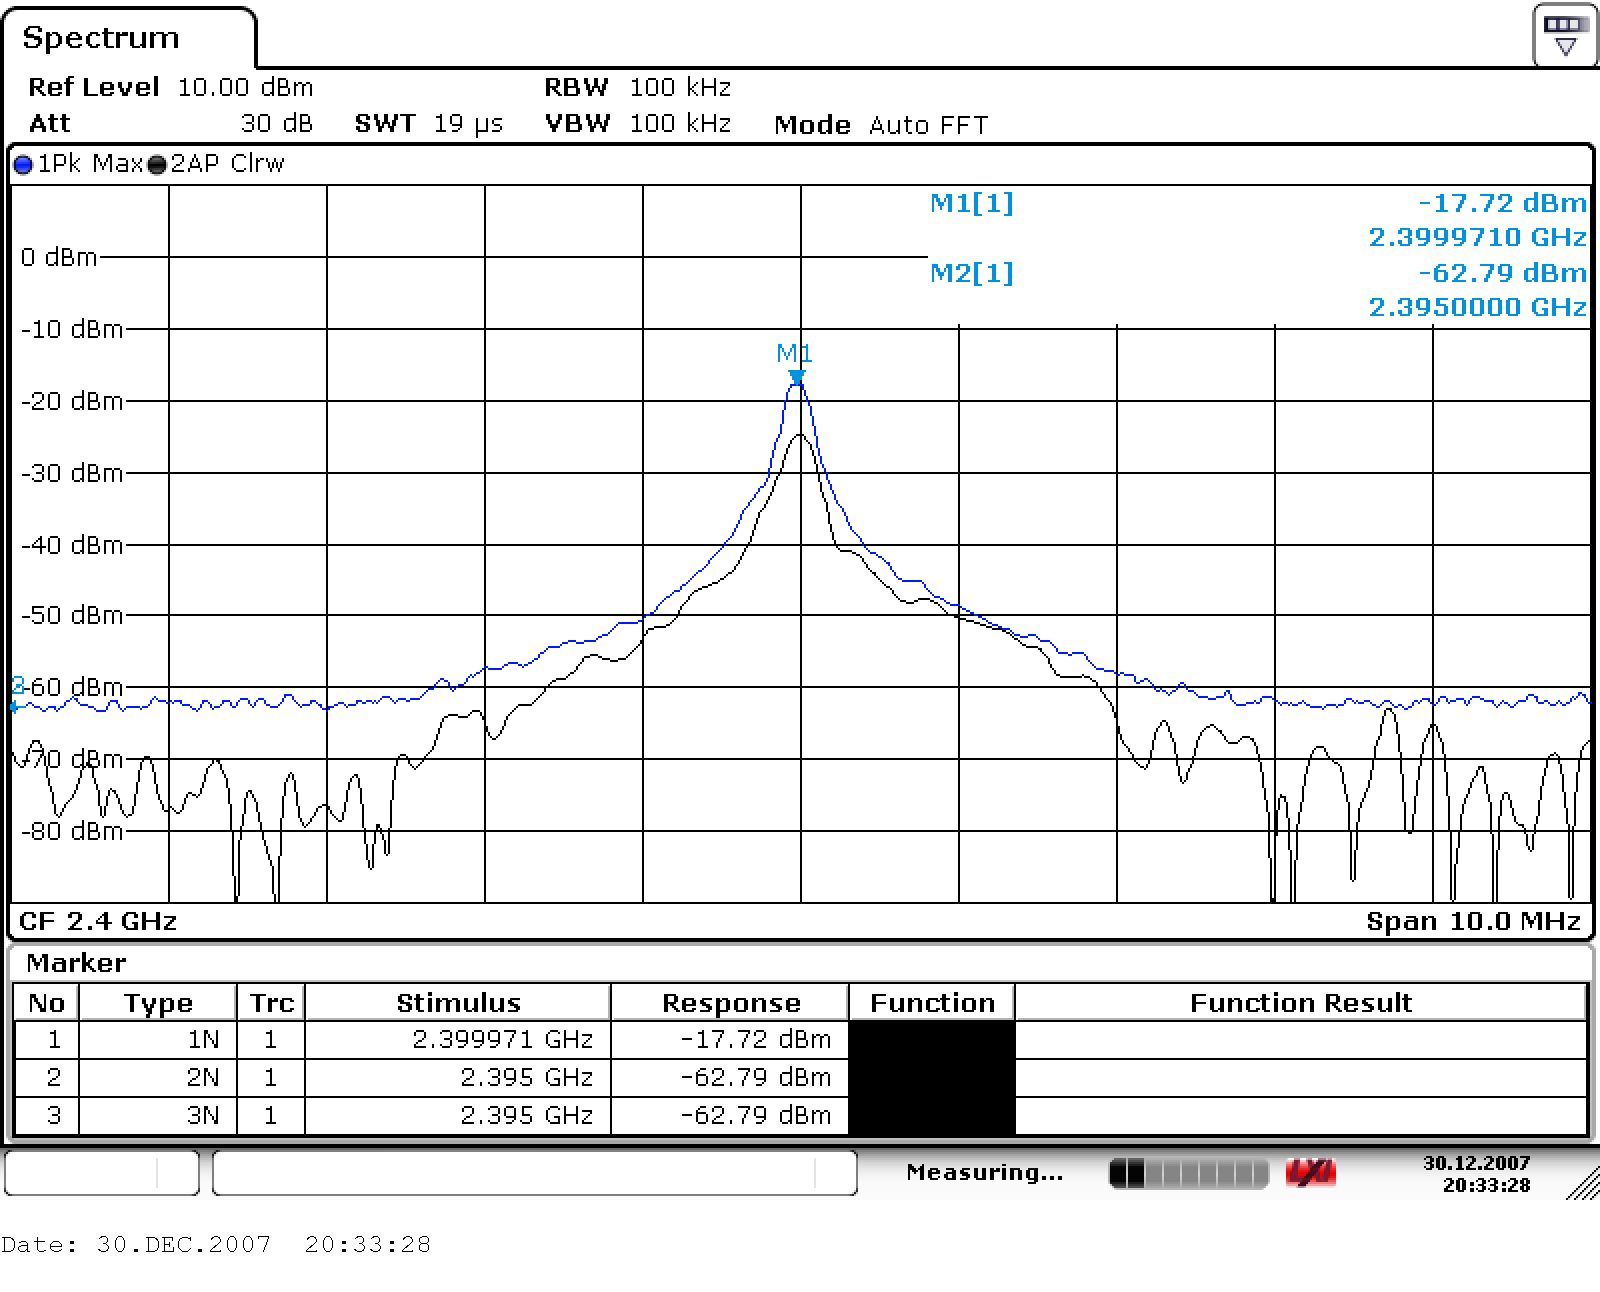 Spectrum
Ref Level 10.00 dBm RBW 100 kHz
Att 30 dB SWT 19 µs VBW 100 kHz Mode Auto FFT
1Pk Max 2AP Clrw
M1[1] -17.72 dBm
2.3999710 GHz
0 dBm
M2[1] -62.79 dBm
2.3950000 GHz
-10 dBm
M1
-20 dBm
-30 dBm
-40 dBm
-50 dBm
-60 dBm
-70 dBm
-80 dBm
CF 2.4 GHz Span 10.0 MHz
Marker
No Type Trc Stimulus Response Function Function Result
1 1N 1 2.399971 GHz -17.72 dBm
2 2N 1 2.395 GHz -62.79 dBm
3 3N 1 2.395 GHz -62.79 dBm
Measuring... LXI 30.12.2007
20:33:28
Date: 30.DEC.2007 20:33:28